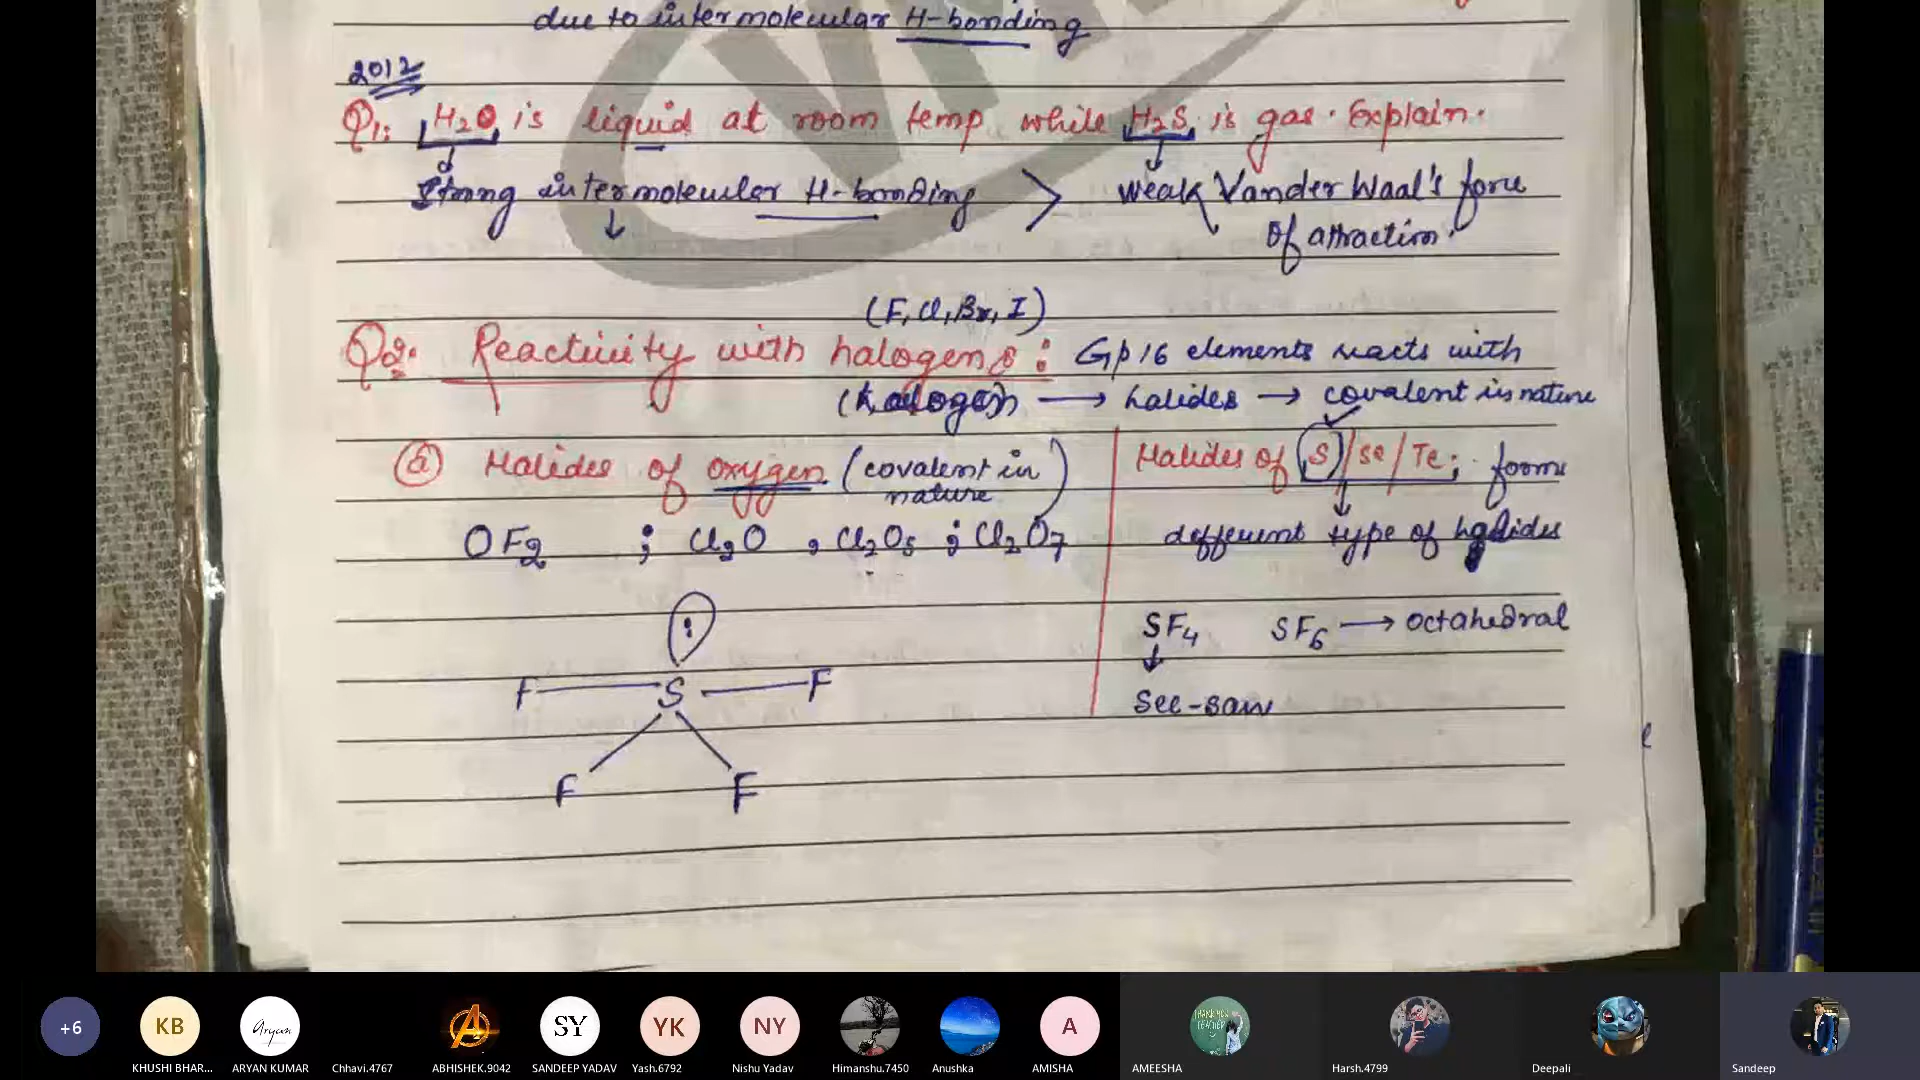 due to intermolecular H-bonding
2012
Q1: H2O is liquid at room temp while H2S is gas. Explain.
Strong intermolecular H-bonding > weak Vander Waal's force
of attraction.
(F, Cl, Br, I)
Q2. Reactivity with halogens: Gp 16 elements reacts with
(halogen) → halides → covalent in nature
(a) Halides of oxygen (covalent in nature)
OF2 ; Cl2O , Cl2O5 ; Cl2O7
Halides of S/Se/Te; forms
different type of halides
SF4 SF6 → octahedral
See-saw
:
F S F
F F
+6
KB
Aryan
SY
YK
NY
A
THANK YOU TEACHER
KHUSHI BHAR...
ARYAN KUMAR
Chhavi.4767
ABHISHEK.9042
SANDEEP YADAV
Yash.6792
Nishu Yadav
Himanshu.7450
Anushka
AMISHA
AMEESHA
Harsh.4799
Deepali
Sandeep